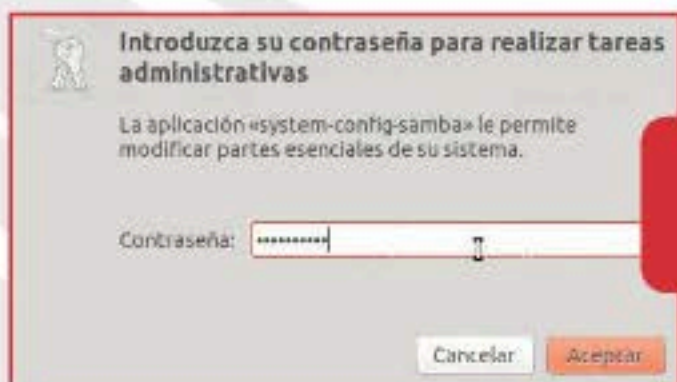 Introduzca su contraseña para realizar tareas
administrativas
La aplicación «system-config-samba» le permite
modificar partes esenciales de su sistema.
Contraseña: ••••••••••
Cancelar Aceptar